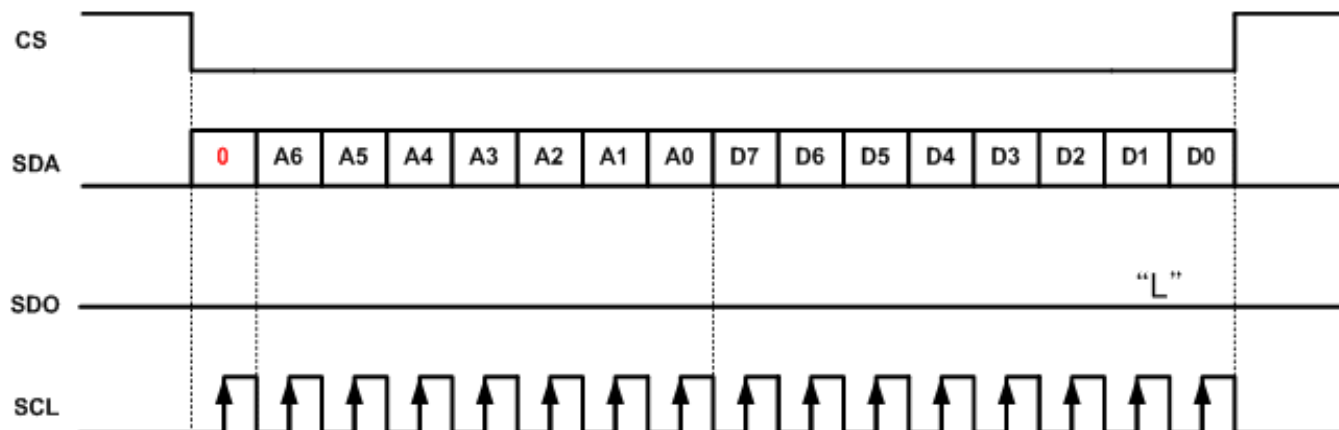 CS
SDA 0 A6 A5 A4 A3 A2 A1 A0 D7 D6 D5 D4 D3 D2 D1 D0
“L”
SDO
SCL